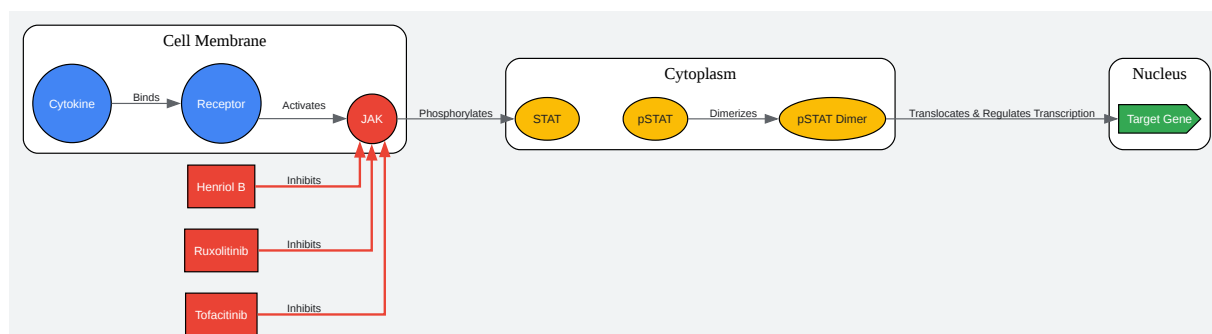 Cell Membrane
Cytokine
Binds
Receptor
Activates
JAK
Phosphorylates
Cytoplasm
STAT
pSTAT
Dimerizes
pSTAT Dimer
Translocates & Regulates Transcription
Nucleus
Target Gene
Henriol B
Inhibits
Ruxolitinib
Inhibits
Tofacitinib
Inhibits